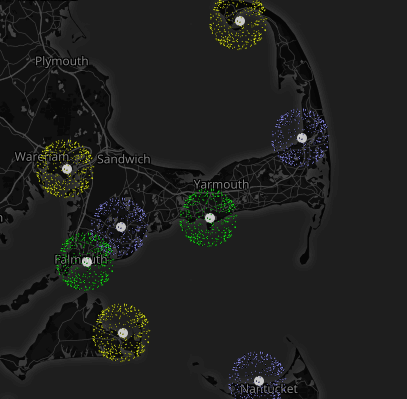 Plymouth
Wareham
Sandwich
Yarmouth
Falmouth
Nantucket